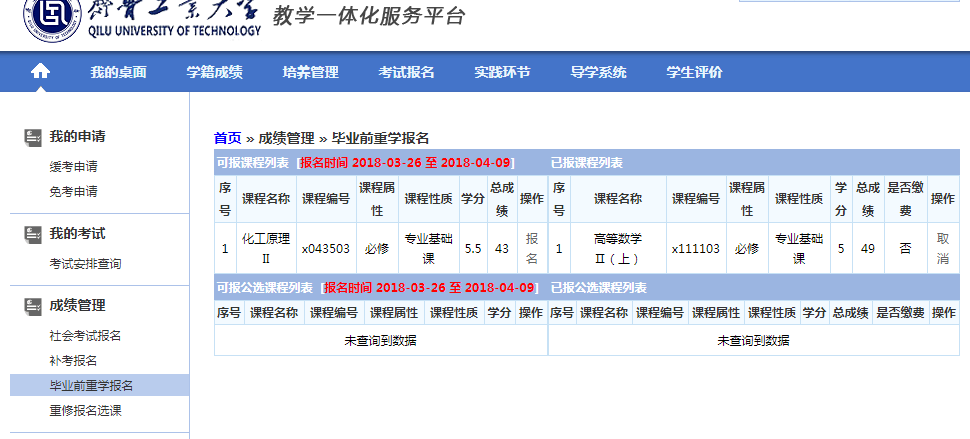 齐鲁工业大学 教学一体化服务平台
QILU UNIVERSITY OF TECHNOLOGY
我的桌面 学籍成绩 培养管理 考试报名 实践环节 导学系统 学生评价
我的申请
缓考申请
免考申请
我的考试
考试安排查询
成绩管理
社会考试报名
补考报名
毕业前重学报名
重修报名选课
首页 » 成绩管理 » 毕业前重学报名
可报课程列表 [报名时间 2018-03-26 至 2018-04-09] 已报课程列表
序号 课程名称 课程编号 课程属性 课程性质 学分 总成绩 操作 序号 课程名称 课程编号 课程属性 课程性质 学分 总成绩 是否缴费 操作
1 化工原理II x043503 必修 专业基础课 5.5 43 报名 1 高等数学II（上） x111103 必修 专业基础课 5 49 否 取消
可报公选课程列表 [报名时间 2018-03-26 至 2018-04-09] 已报公选课程列表
序号 课程名称 课程编号 课程属性 课程性质 学分 操作 序号 课程名称 课程编号 课程属性 课程性质 学分 总成绩 是否缴费 操作
未查询到数据 未查询到数据